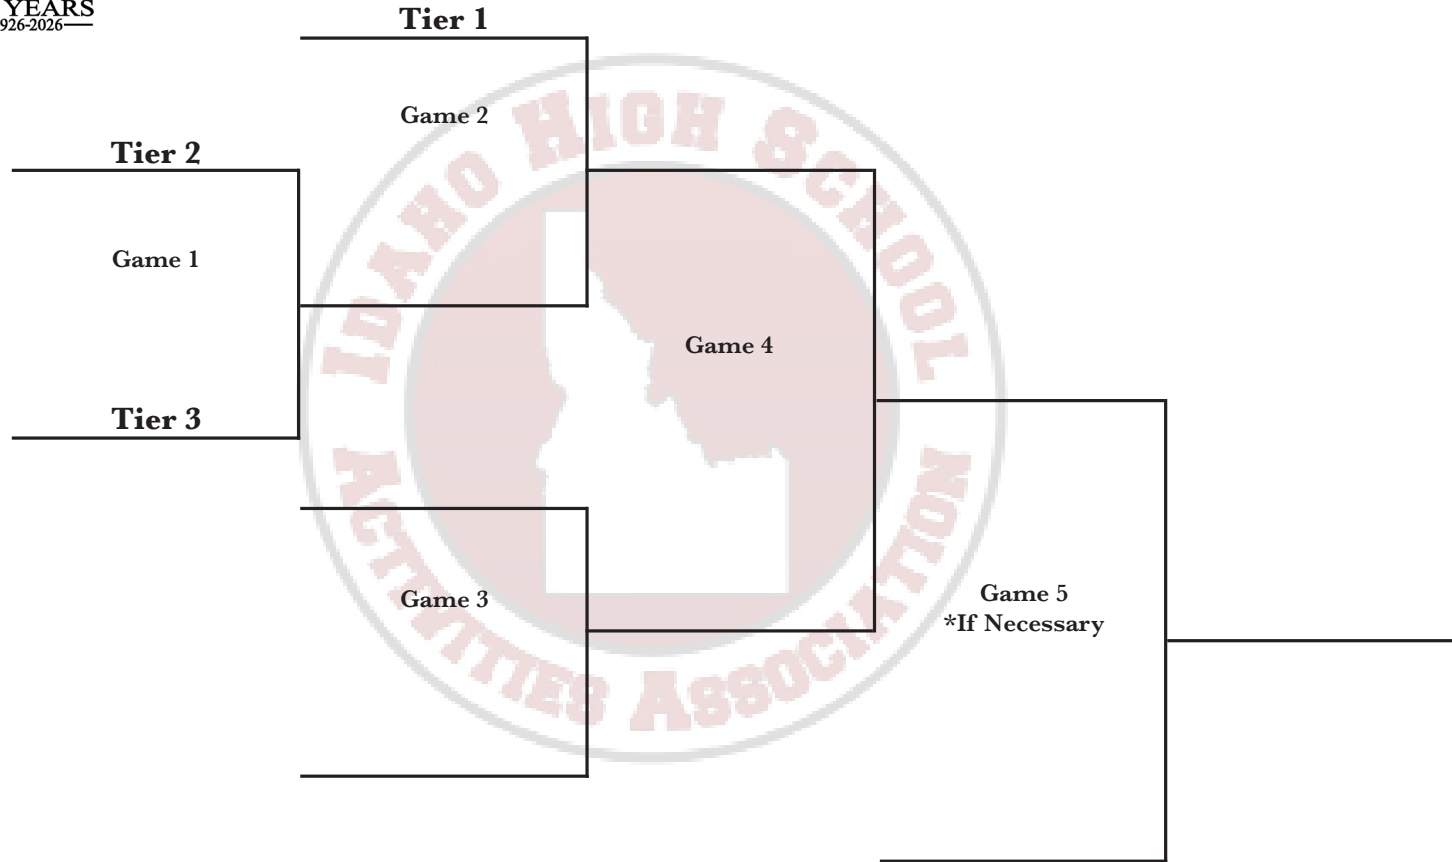 YEARS
926-2026
Tier 1
Game 2
Tier 2
Game 1
Tier 3
Game 4
Game 3
Game 5
*If Necessary
IDAHO HIGH SCHOOL
ACTIVITIES ASSOCIATION